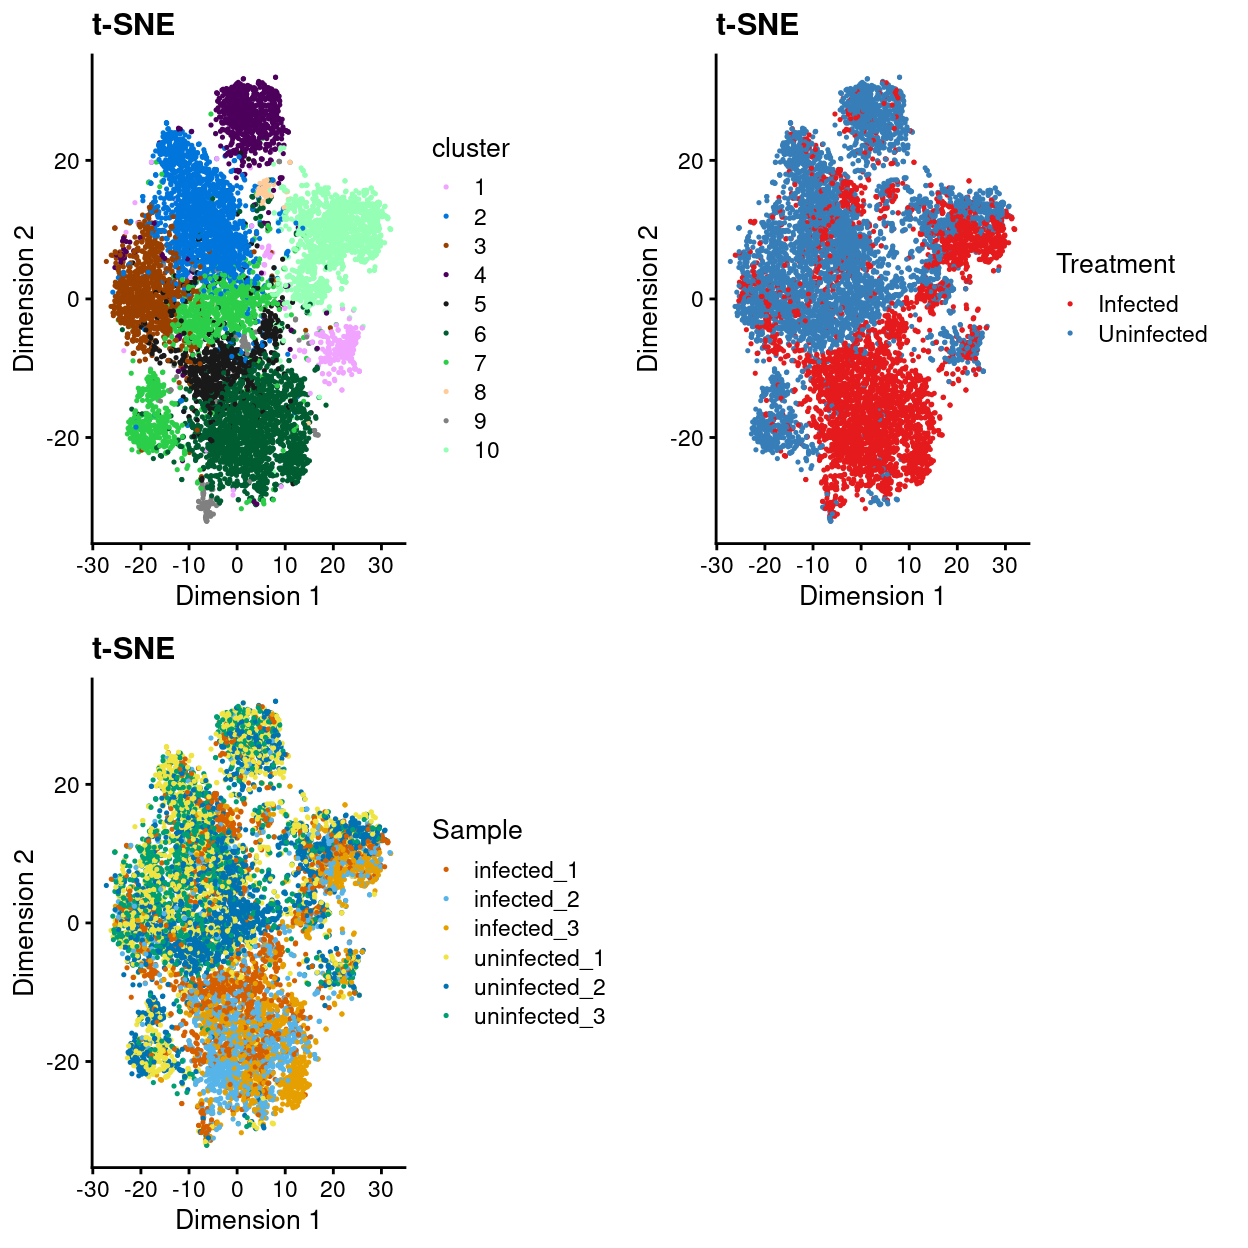 t-SNE
20
0
-20
-30 -20 -10 0 10 20 30
Dimension 1
Dimension 2
cluster
1
2
3
4
5
6
7
8
9
10
t-SNE
20
0
-20
-30 -20 -10 0 10 20 30
Dimension 1
Dimension 2
Treatment
Infected
Uninfected
t-SNE
20
0
-20
-30 -20 -10 0 10 20 30
Dimension 1
Dimension 2
Sample
infected_1
infected_2
infected_3
uninfected_1
uninfected_2
uninfected_3